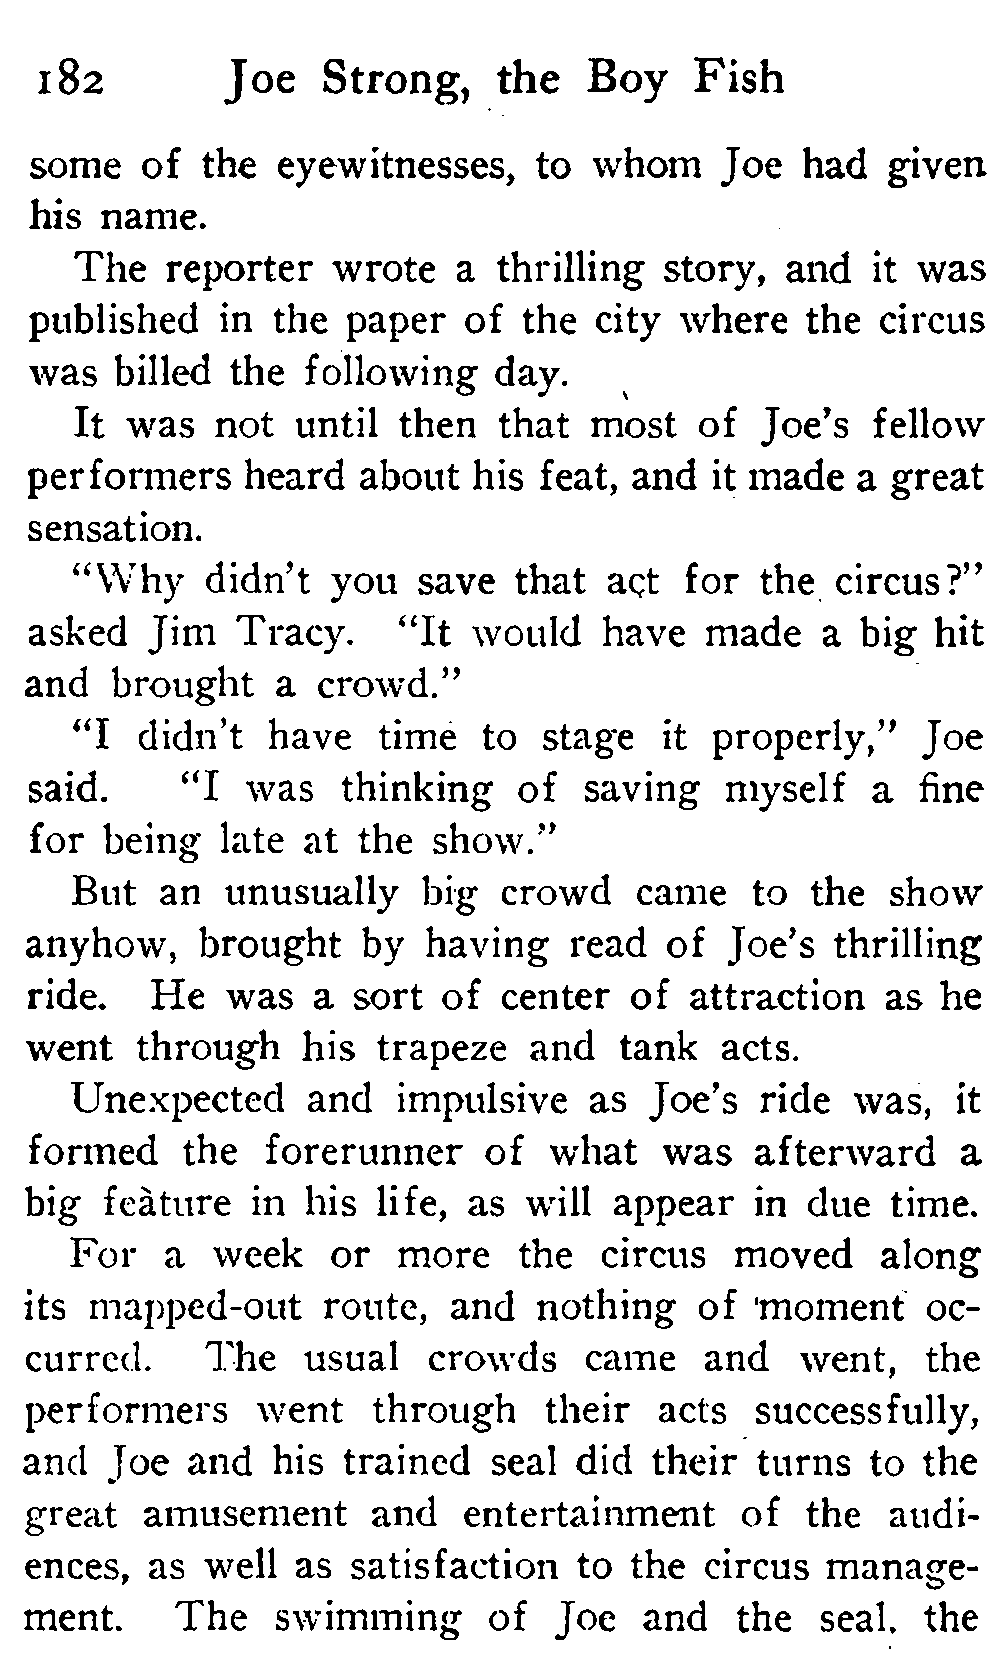 182 Joe Strong, the Boy Fish
some of the eyewitnesses, to whom Joe had given
his name.
The reporter wrote a thrilling story, and it was
published in the paper of the city where the circus
was billed the following day.
It was not until then that most of Joe's fellow
performers heard about his feat, and it made a great
sensation.
"Why didn't you save that act for the circus?"
asked Jim Tracy. "It would have made a big hit
and brought a crowd."
"I didn't have time to stage it properly," Joe
said. "I was thinking of saving myself a fine
for being late at the show."
But an unusually big crowd came to the show
anyhow, brought by having read of Joe's thrilling
ride. He was a sort of center of attraction as he
went through his trapeze and tank acts.
Unexpected and impulsive as Joe's ride was, it
formed the forerunner of what was afterward a
big feature in his life, as will appear in due time.
For a week or more the circus moved along
its mapped-out route, and nothing of moment oc-
curred. The usual crowds came and went, the
performers went through their acts successfully,
and Joe and his trained seal did their turns to the
great amusement and entertainment of the audi-
ences, as well as satisfaction to the circus manage-
ment. The swimming of Joe and the seal, the